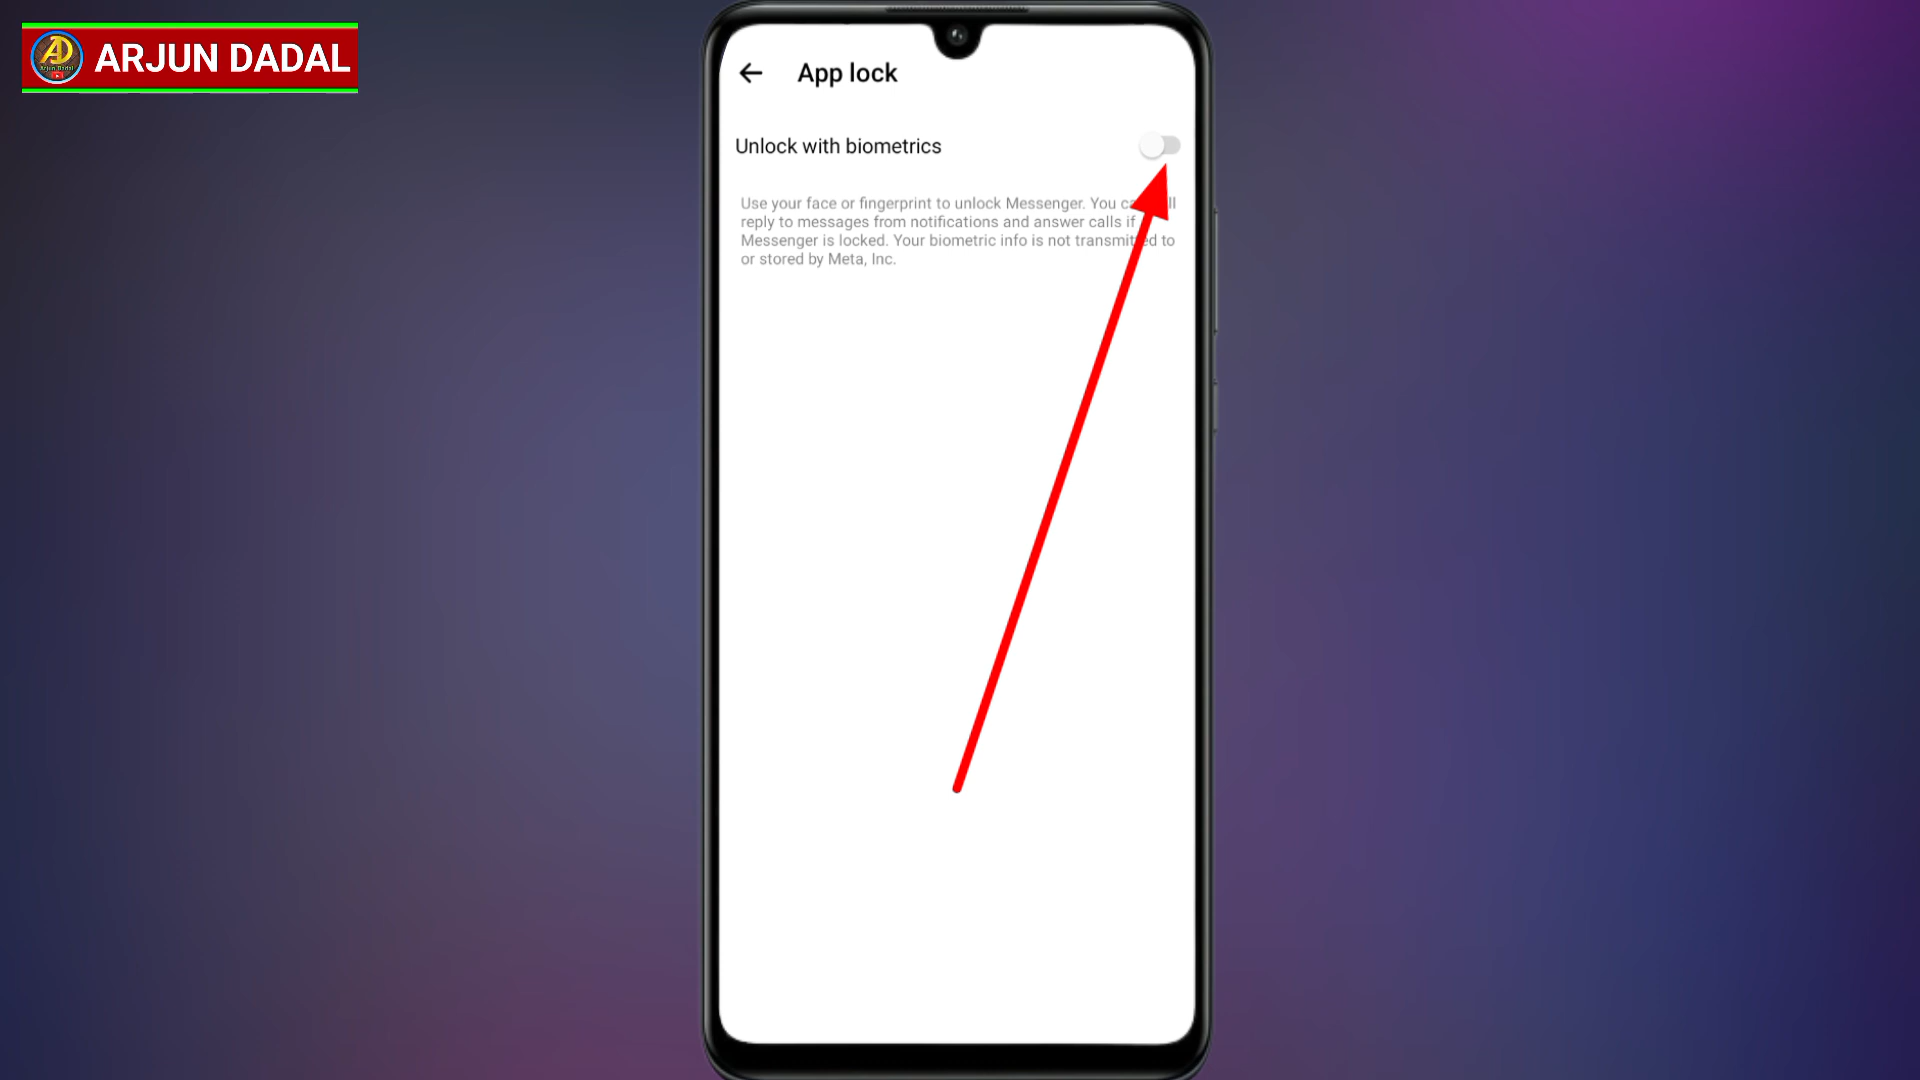 ARJUN DADAL
App lock
Unlock with biometrics
Use your face or fingerprint to unlock Messenger. You
reply to messages from notifications and answer calls if
Messenger is locked. Your biometric info is not transmitted to
or stored by Meta, Inc.